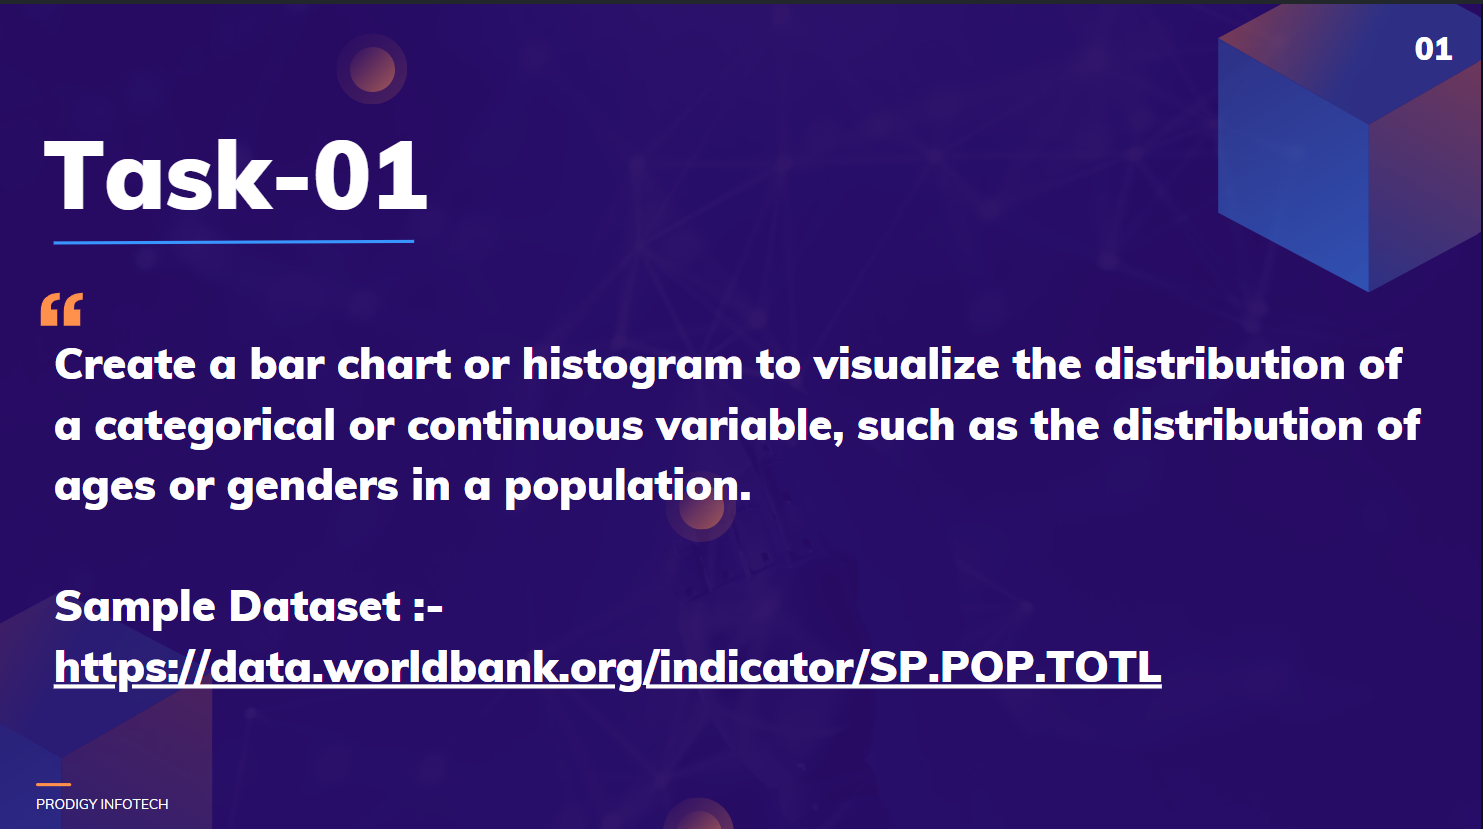 01
Task-01
“
Create a bar chart or histogram to visualize the distribution of
a categorical or continuous variable, such as the distribution of
ages or genders in a population.
Sample Dataset :-
https://data.worldbank.org/indicator/SP.POP.TOTL
PRODIGY INFOTECH